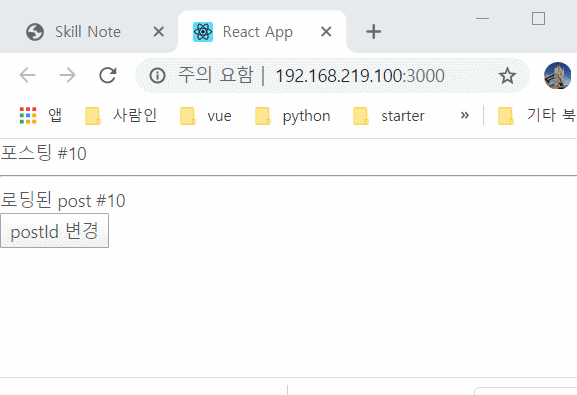 Skill Note
React App
주의 요함 | 192.168.219.100:3000
앱 사람인 vue python starter » 기타 북
포스팅 #10
로딩된 post #10
postId 변경